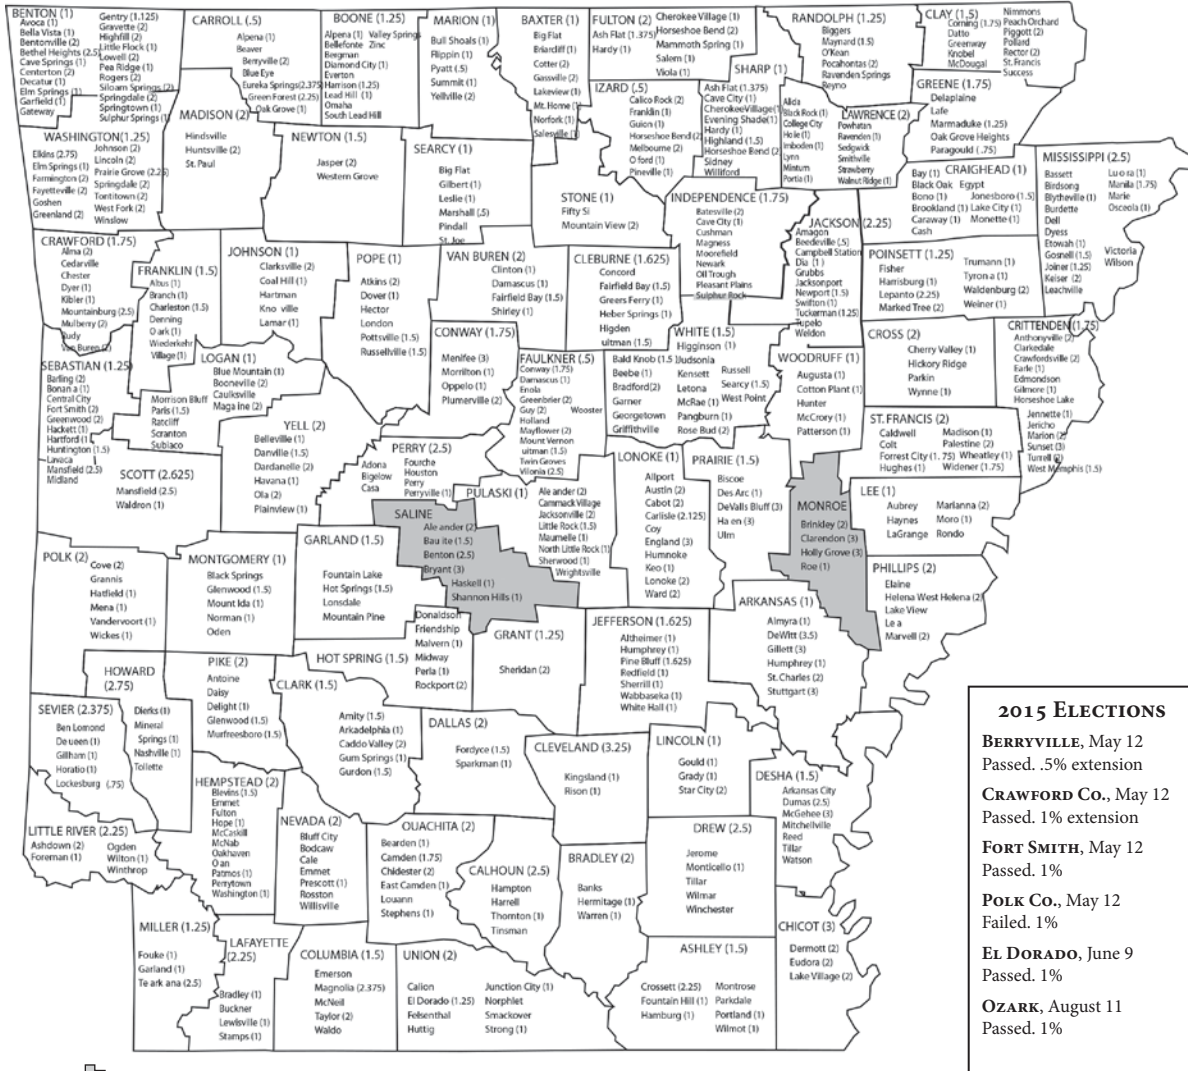 BENTON (1)
Avoca (1)
Bella Vista (1)
Bentonville (2)
Bethel Heights (2.5)
Cave Springs (1)
Centerton (2)
Decatur (1)
Elm Springs (1)
Garfield (1)
Gateway
Gentry (1.125)
Gravette (2)
Highfill (2)
Little Flock (1)
Lowell (2)
Pea Ridge (1)
Rogers (2)
Siloam Springs (2)
Springdale (2)
Springtown (1)
Sulphur Springs (1)
CARROLL (.5)
Alpena (1)
Beaver
Berryville (2)
Blue Eye
Eureka Springs(2.375)
Green Forest (2.25)
Oak Grove (1)
BOONE (1.25)
Alpena (1) Valley Springs
Bellefonte Zinc
Bergman
Diamond City (1)
Everton
Harrison (1.25)
Lead Hill (1)
Omaha
South Lead Hill
MARION (1)
Bull Shoals (1)
Flippin (1)
Pyatt (.5)
Summit (1)
Yellville (2)
BAXTER (1)
Big Flat
Briarcliff (1)
Cotter (2)
Gassville (2)
Lakeview (1)
Mt. Home (1)
Norfork (1)
Salesville (1)
FULTON (2)
Ash Flat (1.375)
Hardy (1)
Cherokee Village (1)
Horseshoe Bend (2)
Mammoth Spring (1)
Salem (1)
Viola (1)
IZARD (.5)
Calico Rock (2)
Franklin (1)
Guion (1)
Horseshoe Bend (2)
Melbourne (2)
O ford (1)
Pineville (1)
SHARP (1)
Ash Flat (1.375)
Cave City (1)
CherokeeVillage(1)
Evening Shade(1)
Hardy (1)
Highland (1.5)
Horseshoe Bend (2)
Sidney
Williford
RANDOLPH (1.25)
Biggers
Maynard (1.5)
O'Kean
Pocahontas (2)
Ravenden Springs
Reyno
CLAY (1.5)
Corning (1.75)
Datto
Greenway
Knobel
McDougal
Nimmons
Peach Orchard
Piggott (2)
Pollard
Rector (2)
St. Francis
Success
GREENE (1.75)
Delaplaine
Lafe
Marmaduke (1.25)
Oak Grove Heights
Paragould (.75)
LAWRENCE (2)
Alicia
Black Rock (1)
College City
Hoxie (1)
Imboden (1)
Lynn
Minturn
Portia (1)
Powhatan
Ravenden (1)
Sedgwick
Smithville
Strawberry
Walnut Ridge (1)
WASHINGTON(1.25)
Elkins (2.75)
Elm Springs (1)
Farmington (2)
Fayetteville (2)
Goshen
Greenland (2)
Johnson (2)
Lincoln (2)
Prairie Grove (2.25)
Springdale (2)
Tontitown (2)
West Fork (2)
Winslow
MADISON (2)
Hindsville
Huntsville (2)
St. Paul
NEWTON (1.5)
Jasper (2)
Western Grove
SEARCY (1)
Big Flat
Gilbert (1)
Leslie (1)
Marshall (.5)
Pindall
St. Joe
STONE (1)
Fifty Si
Mountain View (2)
INDEPENDENCE (1.75)
Batesville (2)
Cave City (1)
Cushman
Magness
Moorefield
Newark
Oil Trough
Pleasant Plains
Sulphur Rock
JACKSON (2.25)
Amagon
Beedeville (.5)
Campbell Station
Dia (1)
Grubbs
Jacksonport
Newport (1.5)
Swifton (1)
Tuckerman (1.25)
Tupelo
Weldon
CRAIGHEAD (1)
Bay (1)
Black Oak Egypt
Bono (1) Jonesboro (1.5)
Brookland (1) Lake City (1)
Caraway (1) Monette (1)
Cash
MISSISSIPPI (2.5)
Bassett
Birdsong
Blytheville (1)
Burdette
Dell
Dyess
Etowah (1)
Gosnell (1.5)
Joiner (1.25)
Keiser (2)
Leachville
Lu o ra (1)
Manila (1.75)
Marie
Osceola (1)
Victoria
Wilson
CRAWFORD (1.75)
Alma (2)
Cedarville
Chester
Dyer (1)
Kibler (1)
Mountainburg (2.5)
Mulberry (2)
Rudy
Van Buren (2)
FRANKLIN (1.5)
Altus (1)
Branch (1)
Charleston (1.5)
Denning
O ark (1)
Wiederkehr
Village (1)
JOHNSON (1)
Clarksville (2)
Coal Hill (1)
Hartman
Kno ville
Lamar (1)
POPE (1)
Atkins (2)
Dover (1)
Hector
London
Pottsville (1.5)
Russellville (1.5)
VAN BUREN (2)
Clinton (1)
Damascus (1)
Fairfield Bay (1.5)
Shirley (1)
CLEBURNE (1.625)
Concord
Fairfield Bay (1.5)
Greers Ferry (1)
Heber Springs (1)
Higden
uitman (1.5)
POINSETT (1.25)
Fisher
Harrisburg (1)
Lepanto (2.25)
Marked Tree (2)
Trumann (1)
Tyron a (1)
Waldenburg (2)
Weiner (1)
SEBASTIAN (1.25)
Barling (2)
Bonan a (1)
Central City
Fort Smith (2)
Greenwood (2)
Hackett (1)
Hartford (1)
Huntington (1.5)
Lavaca
Mansfield (2.5)
Midland
LOGAN (1)
Blue Mountain (1)
Booneville (2)
Caulksville
Maga ine (2)
Morrison Bluff
Paris (1.5)
Ratcliff
Scranton
Subiaco
CONWAY (1.75)
Menifee (3)
Morrilton (1)
Oppelo (1)
Plumerville (2)
FAULKNER (.5)
Conway (1.75)
Damascus (1)
Enola
Greenbrier (2)
Guy (2) Wooster
Holland
Mayflower (2)
Mount Vernon
uitman (1.5)
Twin Groves
Vilonia (2.5)
WHITE (1.5)
Higginson (1)
Bald Knob (1.5)
Beebe (1)
Bradford(2)
Garner
Georgetown
Griffithville
Judsonia
Kensett
Letona
McRae (1)
Pangburn (1)
Rose Bud (2)
Russell
Searcy (1.5)
West Point
WOODRUFF (1)
Augusta (1)
Cotton Plant (1)
Hunter
McCrory (1)
Patterson (1)
CROSS (2)
Cherry Valley (1)
Hickory Ridge
Parkin
Wynne (1)
CRITTENDEN (1.75)
Anthonyville (2)
Clarkedale
Crawfordsville (2)
Earle (1)
Edmondson
Gilmore (1)
Horseshoe Lake
Jennette (1)
Jericho
Marion (2)
Sunset (3)
Turrell (2)
West Memphis (1.5)
ST. FRANCIS (2)
Caldwell
Colt
Forrest City (1.75)
Hughes (1)
Madison (1)
Palestine (2)
Wheatley (1)
Widener (1.75)
YELL (2)
Belleville (1)
Danville (1.5)
Dardanelle (2)
Havana (1)
Ola (2)
Plainview (1)
SCOTT (2.625)
Mansfield (2.5)
Waldron (1)
PERRY (2.5)
Adona
Bigelow
Casa
Fourche
Houston
Perry
Perryville (1)
PULASKI (1)
Ale ander (2)
Cammack Village
Jacksonville (2)
Little Rock (1.5)
Maumelle (1)
North Little Rock (1)
Sherwood (1)
Wrightsville
LONOKE (1)
Allport
Austin (2)
Cabot (2)
Carlisle (2.125)
Coy
England (3)
Humnoke
Keo (1)
Lonoke (2)
Ward (2)
PRAIRIE (1.5)
Biscoe
Des Arc (1)
DeValls Bluff (3)
Ha en (3)
Ulm
MONROE
Brinkley (2)
Clarendon (3)
Holly Grove (3)
Roe (1)
LEE (1)
Aubrey
Haynes
LaGrange
Marianna (2)
Moro (1)
Rondo
PHILLIPS (2)
Elaine
Helena West Helena (2)
Lake View
Le a
Marvell (2)
SALINE
Ale ander (2)
Bau ite (1.5)
Benton (2.5)
Bryant (3)
Haskell (1)
Shannon Hills (1)
GARLAND (1.5)
Fountain Lake
Hot Springs (1.5)
Lonsdale
Mountain Pine
POLK (2)
Cove (2)
Grannis
Hatfield (1)
Mena (1)
Vandervoort (1)
Wickes (1)
MONTGOMERY (1)
Black Springs
Glenwood (1.5)
Mount Ida (1)
Norman (1)
Oden
HOT SPRING (1.5)
Donaldson
Friendship
Malvern (1)
Midway
Perla (1)
Rockport (2)
GRANT (1.25)
Sheridan (2)
JEFFERSON (1.625)
Altheimer (1)
Humphrey (1)
Pine Bluff (1.625)
Redfield (1)
Sherrill (1)
Wabbaseka (1)
White Hall (1)
ARKANSAS (1)
Almyra (1)
DeWitt (3.5)
Gillett (3)
Humphrey (1)
St. Charles (2)
Stuttgart (3)
HOWARD
(2.75)
Dierks (1)
Mineral
Springs (1)
Nashville (1)
Tollette
PIKE (2)
Antoine
Daisy
Delight (1)
Glenwood (1.5)
Murfreesboro (1.5)
CLARK (1.5)
Amity (1.5)
Arkadelphia (1)
Caddo Valley (2)
Gum Springs (1)
Gurdon (1.5)
SEVIER (2.375)
Ben Lomond
De ueen (1)
Gillham (1)
Horatio (1)
Lockesburg (.75)
DALLAS (2)
Fordyce (1.5)
Sparkman (1)
CLEVELAND (3.25)
Kingsland (1)
Rison (1)
LINCOLN (1)
Gould (1)
Grady (1)
Star City (2)
DESHA (1.5)
Arkansas City
Dumas (2.5)
McGehee (3)
Mitchellville
Reed
Tillar
Watson
HEMPSTEAD (2)
Blevins (1.5)
Emmet
Fulton
Hope (1)
McCaskill
McNab
Oakhaven
O an
Patmos (1)
Perrytown
Washington (1)
LITTLE RIVER (2.25)
Ashdown (2)
Foreman (1)
Ogden
Wilton (1)
Winthrop
NEVADA (2)
Bluff City
Bodcaw
Cale
Emmet
Prescott (1)
Rosston
Willisville
OUACHITA (2)
Bearden (1)
Camden (1.75)
Chidester (2)
East Camden (1)
Louann
Stephens (1)
CALHOUN (2.5)
Hampton
Harrell
Thornton (1)
Tinsman
BRADLEY (2)
Banks
Hermitage (1)
Warren (1)
DREW (2.5)
Jerome
Monticello (1)
Tillar
Wilmar
Winchester
CHICOT (3)
Dermott (2)
Eudora (2)
Lake Village (2)
MILLER (1.25)
Fouke (1)
Garland (1)
Te ark ana (2.5)
LAFAYETTE
(2.25)
Bradley (1)
Buckner
Lewisville (1)
Stamps (1)
COLUMBIA (1.5)
Emerson
Magnolia (2.375)
McNeil
Taylor (2)
Waldo
UNION (2)
Calion
El Dorado (1.25)
Felsenthal
Huttig
Junction City (1)
Norphlet
Smackover
Strong (1)
ASHLEY (1.5)
Crossett (2.25)
Fountain Hill (1)
Hamburg (1)
Montrose
Parkdale
Portland (1)
Wilmot (1)
2015 ELECTIONS
BERRYVILLE, May 12
Passed. .5% extension
CRAWFORD CO., May 12
Passed. 1% extension
FORT SMITH, May 12
Passed. 1%
POLK CO., May 12
Failed. 1%
EL DORADO, June 9
Passed. 1%
OZARK, August 11
Passed. 1%